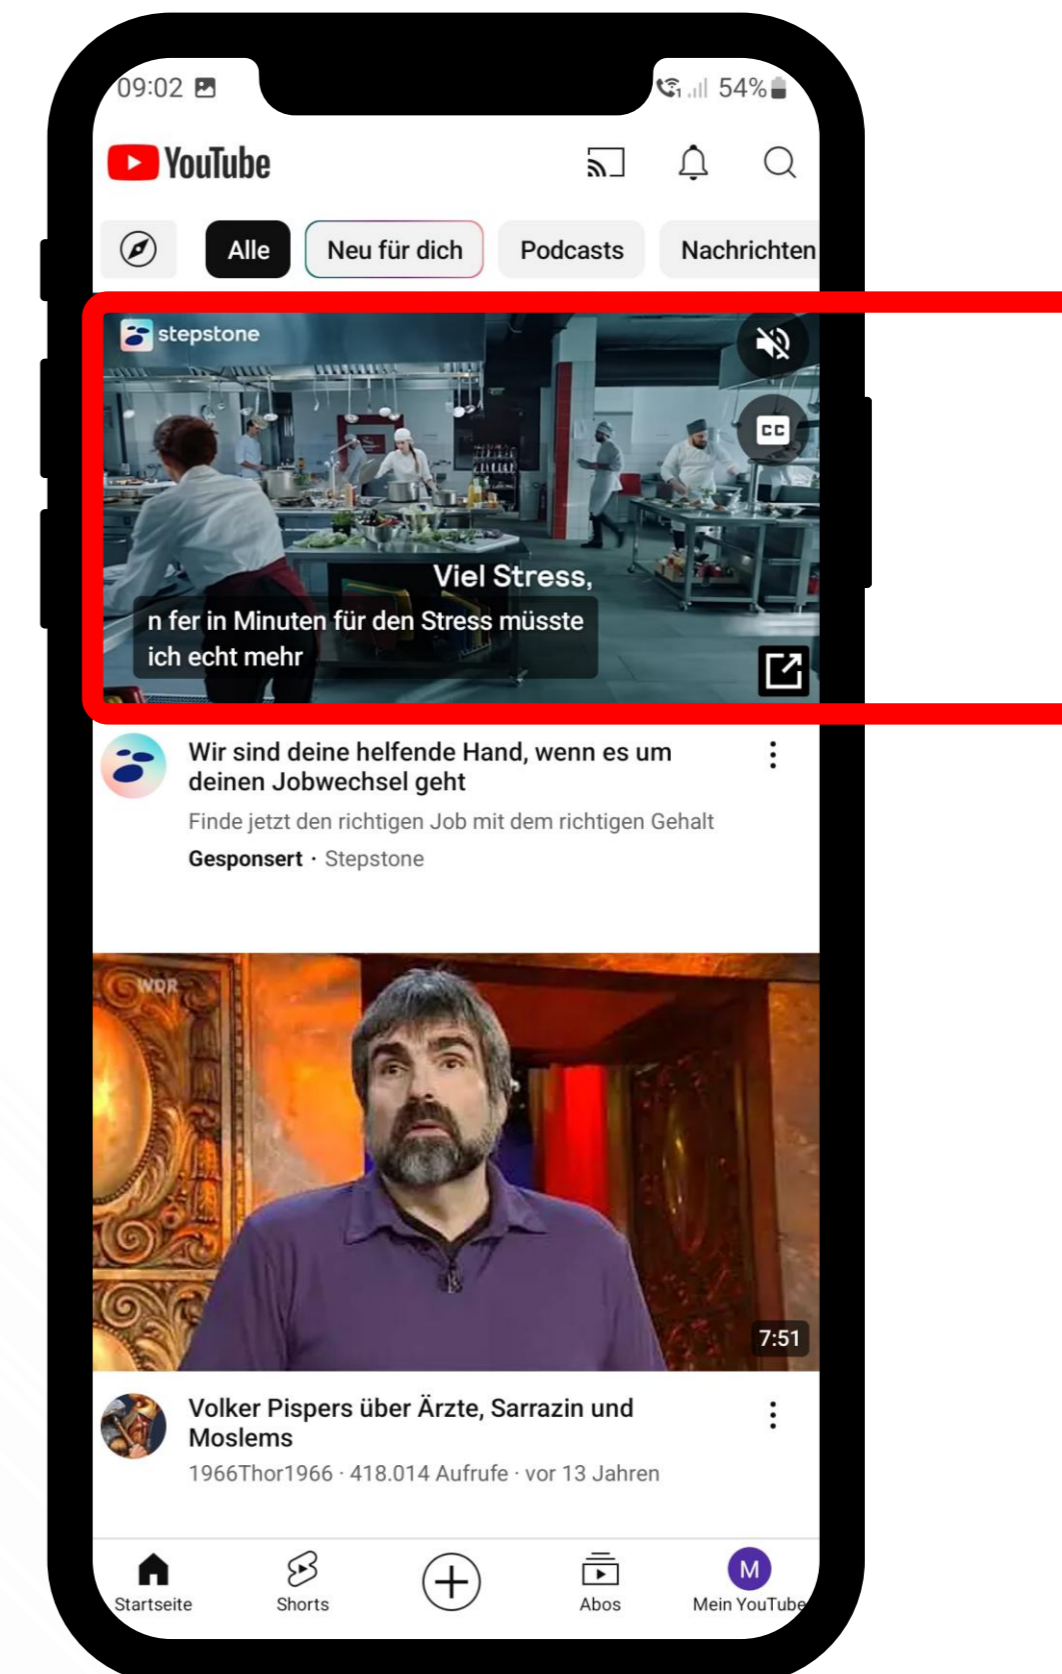 09:02
54%
YouTube
Alle
Neu für dich
Podcasts
Nachrichten
stepstone
CC
Viel Stress,
n fer in Minuten für den Stress müsste
ich echt mehr
Wir sind deine helfende Hand, wenn es um
deinen Jobwechsel geht
Finde jetzt den richtigen Job mit dem richtigen Gehalt
Gesponsert · Stepstone
WDR
7:51
Volker Pispers über Ärzte, Sarrazin und
Moslems
1966Thor1966 · 418.014 Aufrufe · vor 13 Jahren
M
Startseite
Shorts
Abos
Mein YouTube